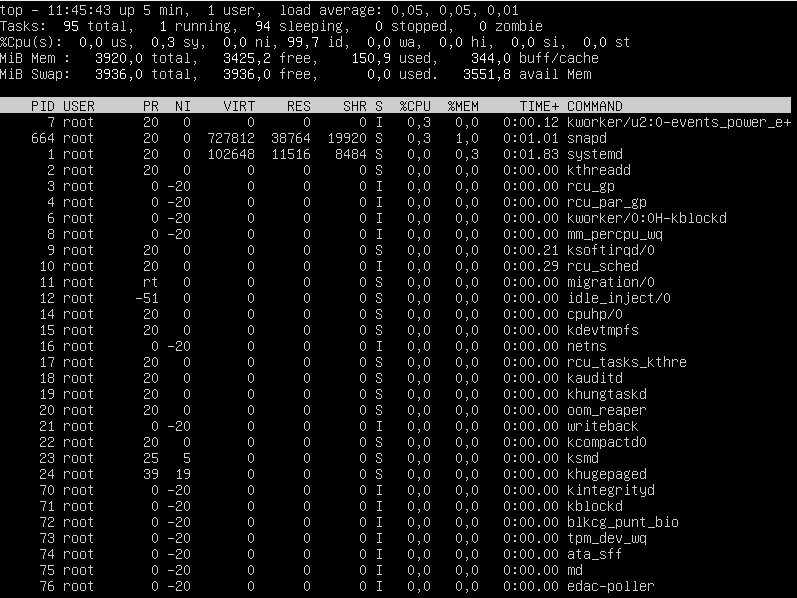 top - 11:45:43 up 5 min,  1 user,  load average: 0,05, 0,05, 0,01
Tasks:  95 total,   1 running,  94 sleeping,   0 stopped,   0 zombie
%Cpu(s):  0,0 us,  0,3 sy,  0,0 ni, 99,7 id,  0,0 wa,  0,0 hi,  0,0 si,  0,0 st
MiB Mem :   3920,0 total,   3425,2 free,    150,9 used,    344,0 buff/cache
MiB Swap:   3936,0 total,   3936,0 free,      0,0 used.   3551,8 avail Mem
PID USER      PR  NI    VIRT    RES    SHR S  %CPU  %MEM     TIME+ COMMAND
7 root      20   0       0      0      0 I   0,3   0,0   0:00.12 kworker/u2:0-events_power_e+
664 root      20   0  727812  38764  19920 S   0,3   1,0   0:01.01 snapd
1 root      20   0  102648  11516   8484 S   0,0   0,3   0:01.83 systemd
2 root      20   0       0      0      0 S   0,0   0,0   0:00.00 kthreadd
3 root       0 -20       0      0      0 I   0,0   0,0   0:00.00 rcu_gp
4 root       0 -20       0      0      0 I   0,0   0,0   0:00.00 rcu_par_gp
6 root       0 -20       0      0      0 I   0,0   0,0   0:00.00 kworker/0:0H-kblockd
8 root       0 -20       0      0      0 I   0,0   0,0   0:00.00 mm_percpu_wq
9 root      20   0       0      0      0 S   0,0   0,0   0:00.21 ksoftirqd/0
10 root      20   0       0      0      0 I   0,0   0,0   0:00.29 rcu_sched
11 root      rt   0       0      0      0 S   0,0   0,0   0:00.00 migration/0
12 root     -51   0       0      0      0 S   0,0   0,0   0:00.00 idle_inject/0
14 root      20   0       0      0      0 S   0,0   0,0   0:00.00 cpuhp/0
15 root      20   0       0      0      0 S   0,0   0,0   0:00.00 kdevtmpfs
16 root       0 -20       0      0      0 I   0,0   0,0   0:00.00 netns
17 root      20   0       0      0      0 S   0,0   0,0   0:00.00 rcu_tasks_kthre
18 root      20   0       0      0      0 S   0,0   0,0   0:00.00 kauditd
19 root      20   0       0      0      0 S   0,0   0,0   0:00.00 khungtaskd
20 root      20   0       0      0      0 S   0,0   0,0   0:00.00 oom_reaper
21 root       0 -20       0      0      0 I   0,0   0,0   0:00.00 writeback
22 root      20   0       0      0      0 S   0,0   0,0   0:00.00 kcompactd0
23 root      25   5       0      0      0 S   0,0   0,0   0:00.00 ksmd
24 root      39  19       0      0      0 S   0,0   0,0   0:00.00 khugepaged
70 root       0 -20       0      0      0 I   0,0   0,0   0:00.00 kintegrityd
71 root       0 -20       0      0      0 I   0,0   0,0   0:00.00 kblockd
72 root       0 -20       0      0      0 I   0,0   0,0   0:00.00 blkcg_punt_bio
73 root       0 -20       0      0      0 I   0,0   0,0   0:00.00 tpm_dev_wq
74 root       0 -20       0      0      0 I   0,0   0,0   0:00.00 ata_sff
75 root       0 -20       0      0      0 I   0,0   0,0   0:00.00 md
76 root       0 -20       0      0      0 I   0,0   0,0   0:00.00 edac-poller